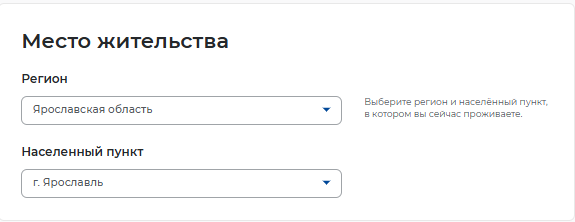 Место жительства
Регион
Ярославская область
Выберите регион и населённый пункт,
в котором вы сейчас проживаете.
Населенный пункт
г. Ярославль